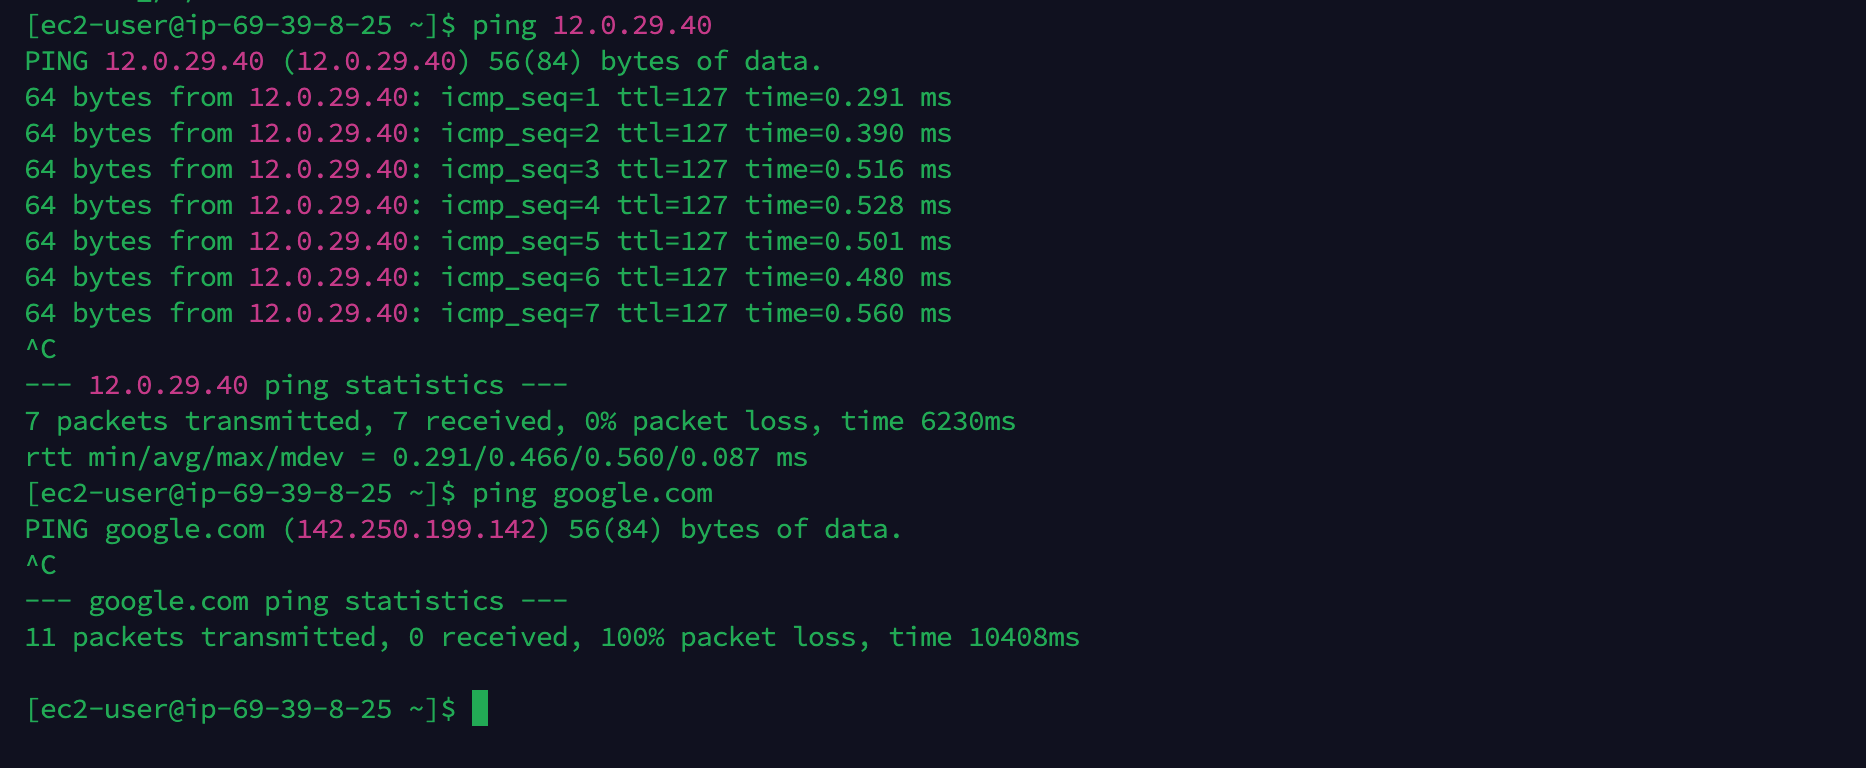 [ec2-user@ip-69-39-8-25 ~]$ ping 12.0.29.40
PING 12.0.29.40 (12.0.29.40) 56(84) bytes of data.
64 bytes from 12.0.29.40: icmp_seq=1 ttl=127 time=0.291 ms
64 bytes from 12.0.29.40: icmp_seq=2 ttl=127 time=0.390 ms
64 bytes from 12.0.29.40: icmp_seq=3 ttl=127 time=0.516 ms
64 bytes from 12.0.29.40: icmp_seq=4 ttl=127 time=0.528 ms
64 bytes from 12.0.29.40: icmp_seq=5 ttl=127 time=0.501 ms
64 bytes from 12.0.29.40: icmp_seq=6 ttl=127 time=0.480 ms
64 bytes from 12.0.29.40: icmp_seq=7 ttl=127 time=0.560 ms
^C
--- 12.0.29.40 ping statistics ---
7 packets transmitted, 7 received, 0% packet loss, time 6230ms
rtt min/avg/max/mdev = 0.291/0.466/0.560/0.087 ms
[ec2-user@ip-69-39-8-25 ~]$ ping google.com
PING google.com (142.250.199.142) 56(84) bytes of data.
^C
--- google.com ping statistics ---
11 packets transmitted, 0 received, 100% packet loss, time 10408ms
[ec2-user@ip-69-39-8-25 ~]$